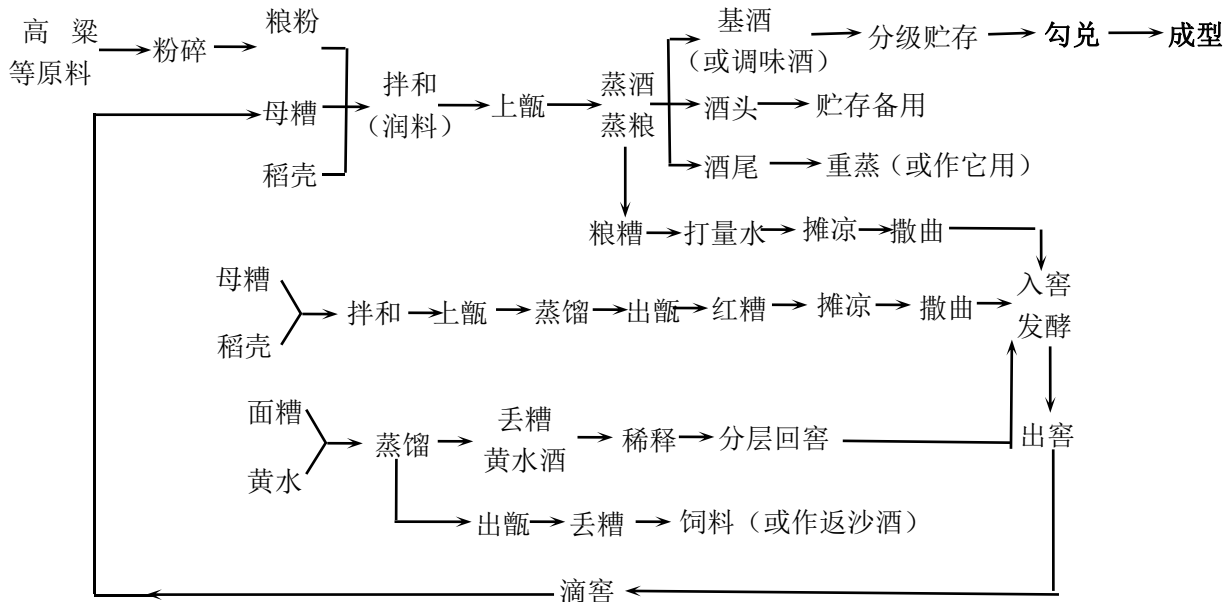 高 粱
等原料
粉碎
粮粉
母糟
稻壳
拌和
（润料）
上甑
蒸酒
蒸粮
基酒
（或调味酒）
分级贮存
勾兑
成型
酒头
贮存备用
酒尾
重蒸（或作它用）
粮糟
打量水
摊凉
撒曲
母糟
稻壳
拌和
上甑
蒸馏
出甑
红糟
摊凉
撒曲
入窖
发酵
面糟
黄水
蒸馏
丢糟
黄水酒
稀释
分层回窖
出窖
出甑
丢糟
饲料（或作返沙酒）
滴窖